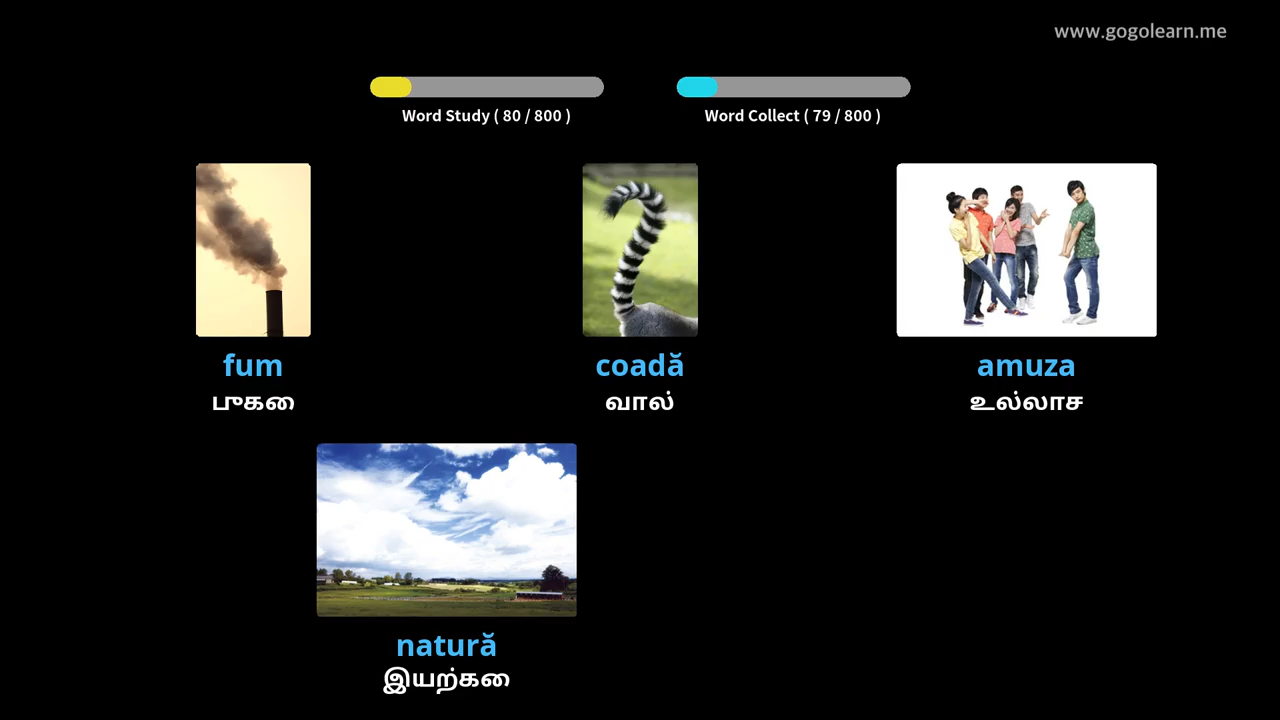 www.gogolearn.me
Word Study ( 80 / 800 )
Word Collect ( 79 / 800 )
fum
coadă
amuza
புகை
வால்
உல்லாச
natură
இயற்கை